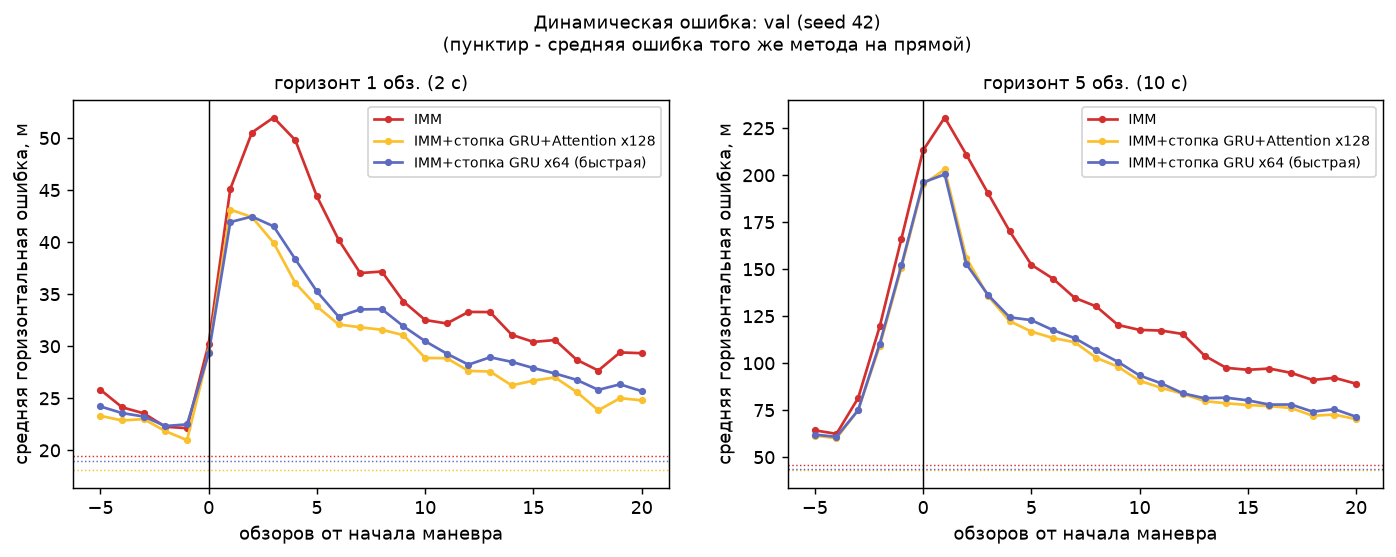 Динамическая ошибка: val (seed 42)
(пунктир - средняя ошибка того же метода на прямой)
горизонт 1 обз. (2 с)
средняя горизонтальная ошибка, м
50
45
40
35
30
25
20
IMM
IMM+стопка GRU+Attention x128
IMM+стопка GRU x64 (быстрая)
−5 0 5 10 15 20
обзоров от начала маневра
горизонт 5 обз. (10 с)
средняя горизонтальная ошибка, м
225
200
175
150
125
100
75
50
IMM
IMM+стопка GRU+Attention x128
IMM+стопка GRU x64 (быстрая)
−5 0 5 10 15 20
обзоров от начала маневра